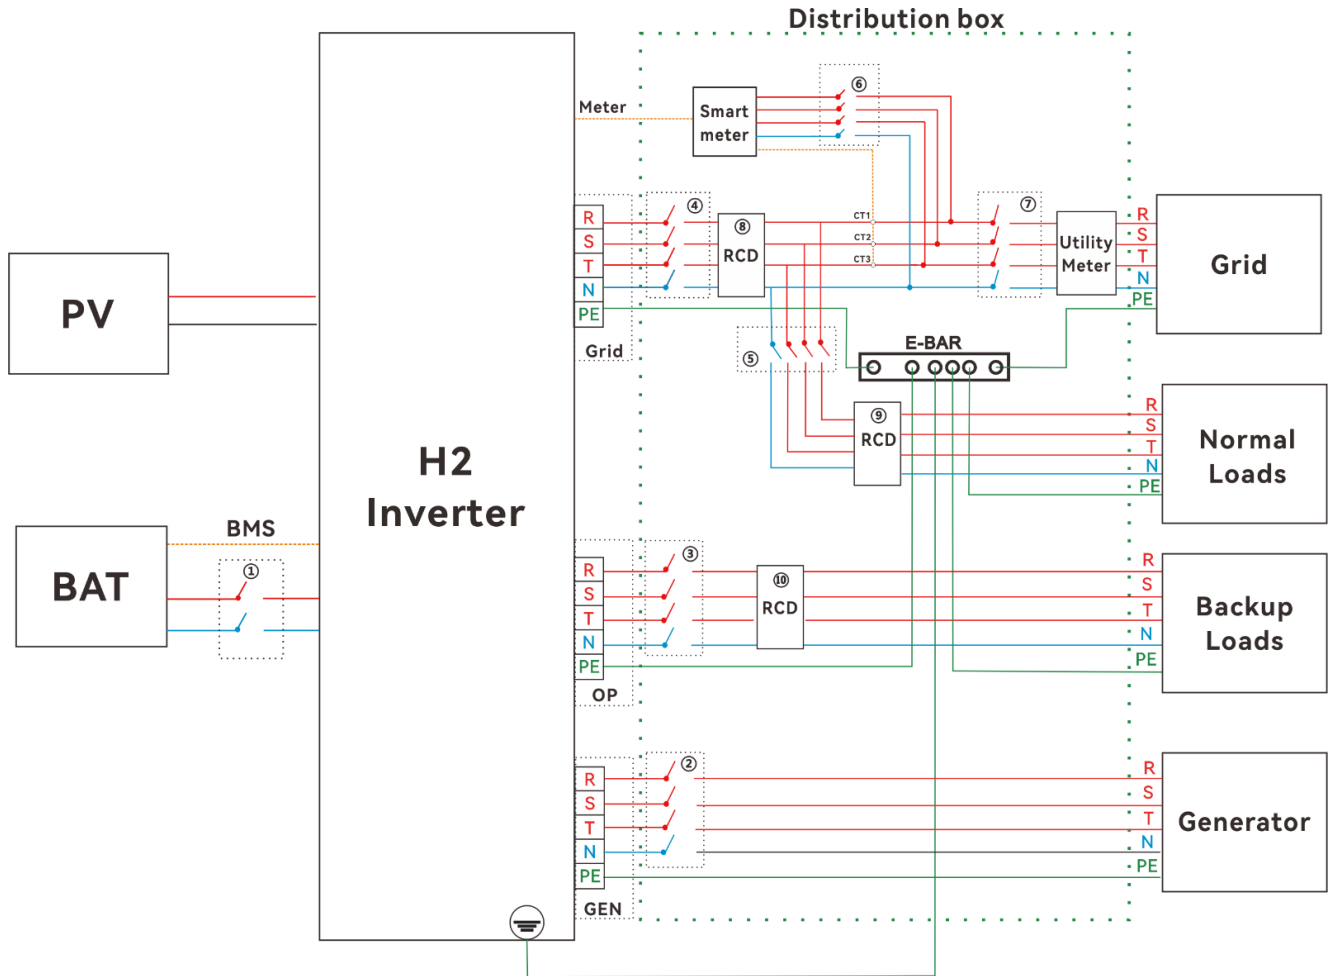 Distribution box
⑥
Meter
Smart
meter
④
⑦
R
S
T
N
PE
Grid
⑧
RCD
CT1
CT2
CT3
Utility
Meter
R
S
T
N
PE
Grid
PV
E-BAR
⑤
⑨
RCD
R
S
T
N
PE
Normal
Loads
H2
Inverter
BMS
BAT
①
③
R
S
T
N
PE
OP
⑩
RCD
R
S
T
N
PE
Backup
Loads
②
R
S
T
N
PE
GEN
R
S
T
N
PE
Generator